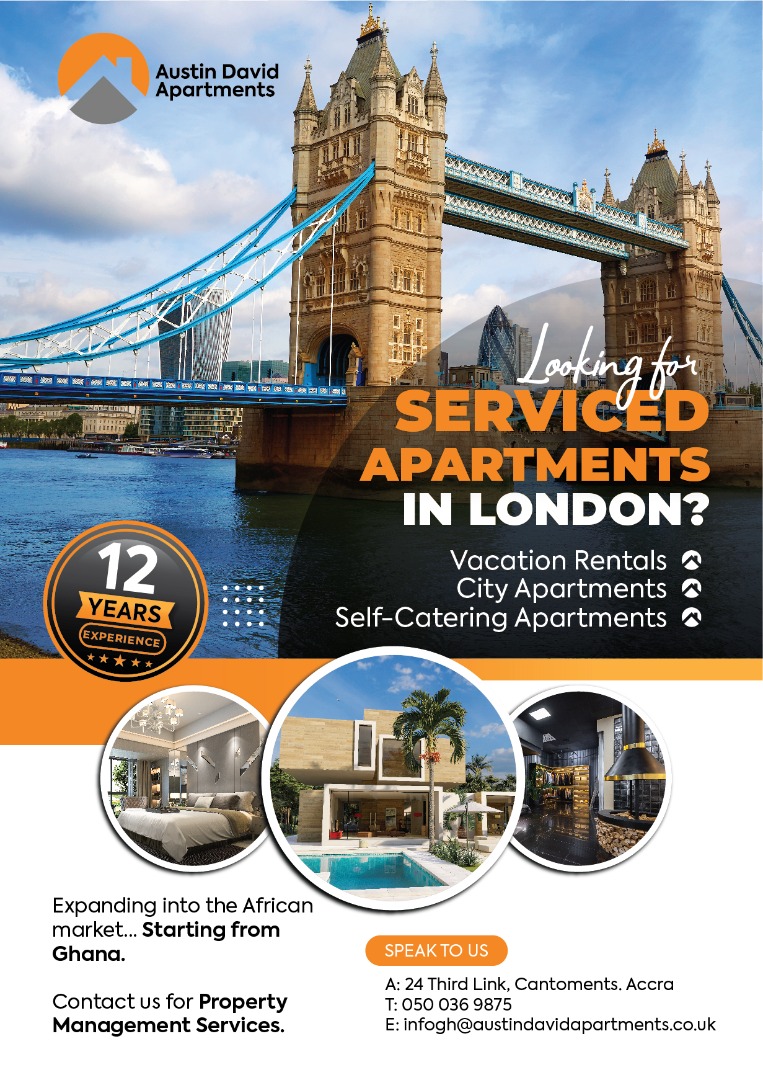 Austin David
Apartments
Looking for
SERVICED
APARTMENTS
IN LONDON?
Vacation Rentals
City Apartments
Self-Catering Apartments
12
YEARS
EXPERIENCE
Expanding into the African
market... Starting from
Ghana.
Contact us for Property
Management Services.
SPEAK TO US
A: 24 Third Link, Cantoments. Accra
T: 050 036 9875
E: infogh@austindavidapartments.co.uk